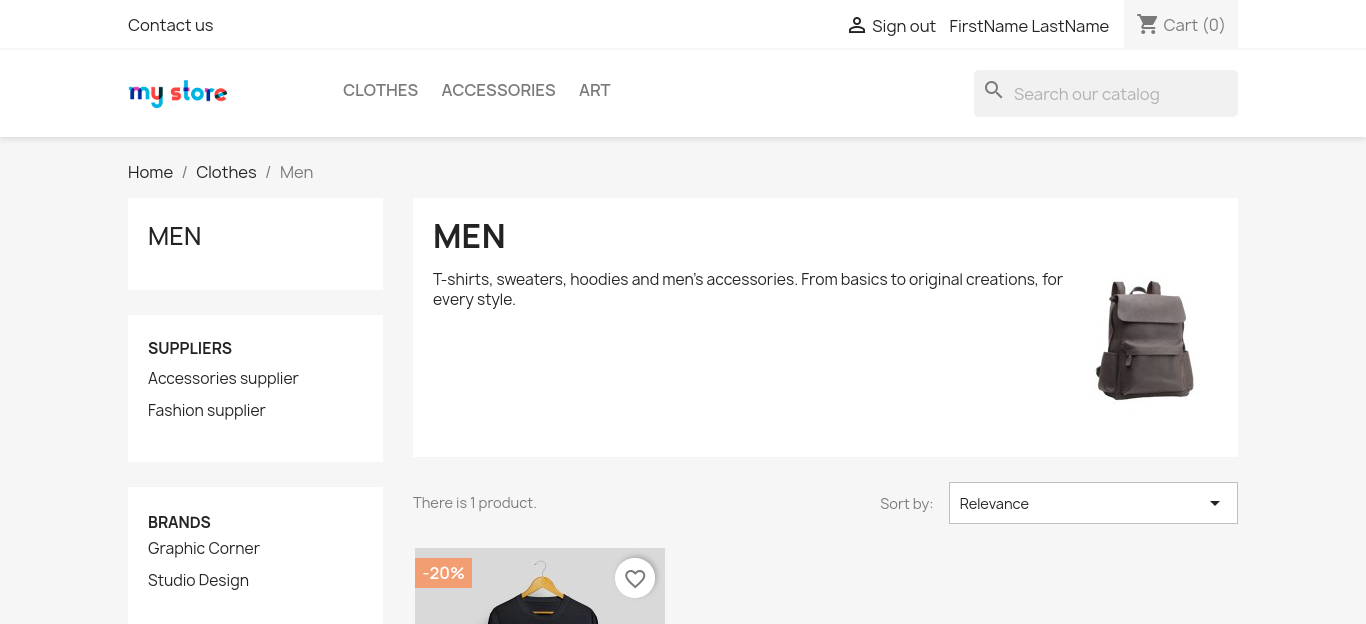 Contact us
Sign out
FirstName LastName
Cart (0)
my store
CLOTHES
ACCESSORIES
ART
Search our catalog
Home / Clothes / Men
MEN
SUPPLIERS
Accessories supplier
Fashion supplier
BRANDS
Graphic Corner
Studio Design
MEN
T-shirts, sweaters, hoodies and men's accessories. From basics to original creations, for
every style.
There is 1 product.
Sort by:
Relevance
-20%